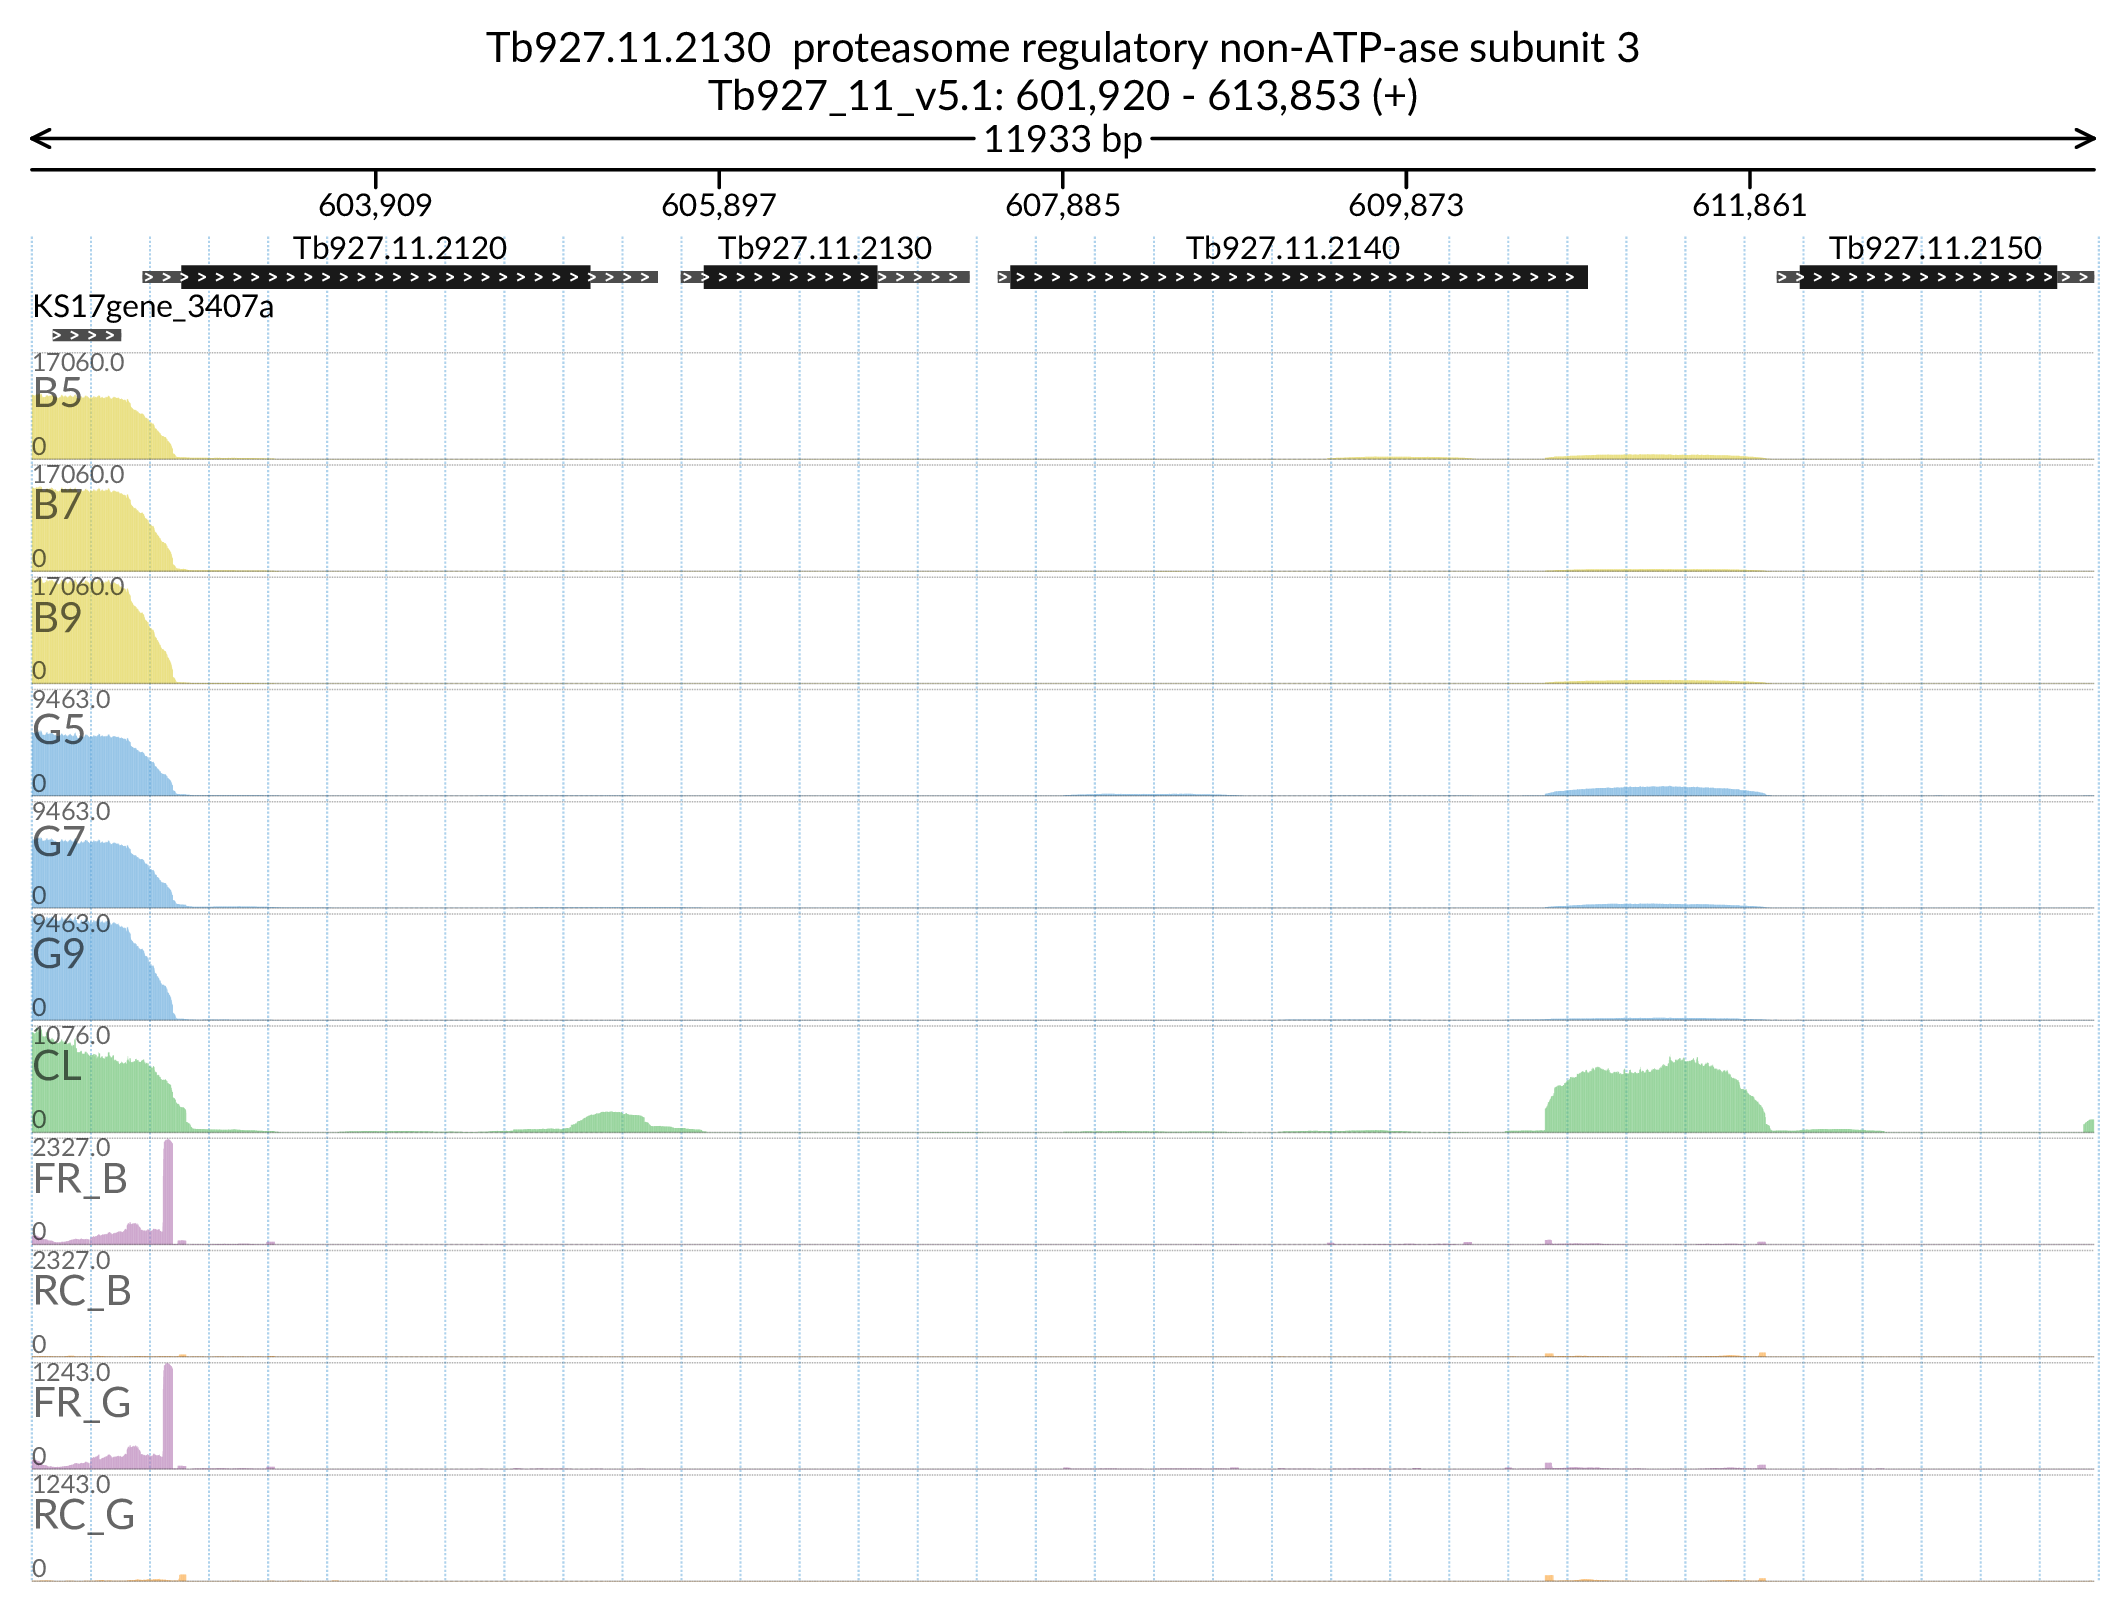 Tb927.11.2130  proteasome regulatory non-ATP-ase subunit 3
Tb927_11_v5.1: 601,920 - 613,853 (+)
11933 bp
603,909 605,897 607,885 609,873 611,861
Tb927.11.2120 Tb927.11.2130 Tb927.11.2140 Tb927.11.2150
KS17gene_3407a
17060.0
B5
0
17060.0
B7
0
17060.0
B9
0
9463.0
G5
0
9463.0
G7
0
9463.0
G9
0
1076.0
CL
0
2327.0
FR_B
0
2327.0
RC_B
0
1243.0
FR_G
0
1243.0
RC_G
0